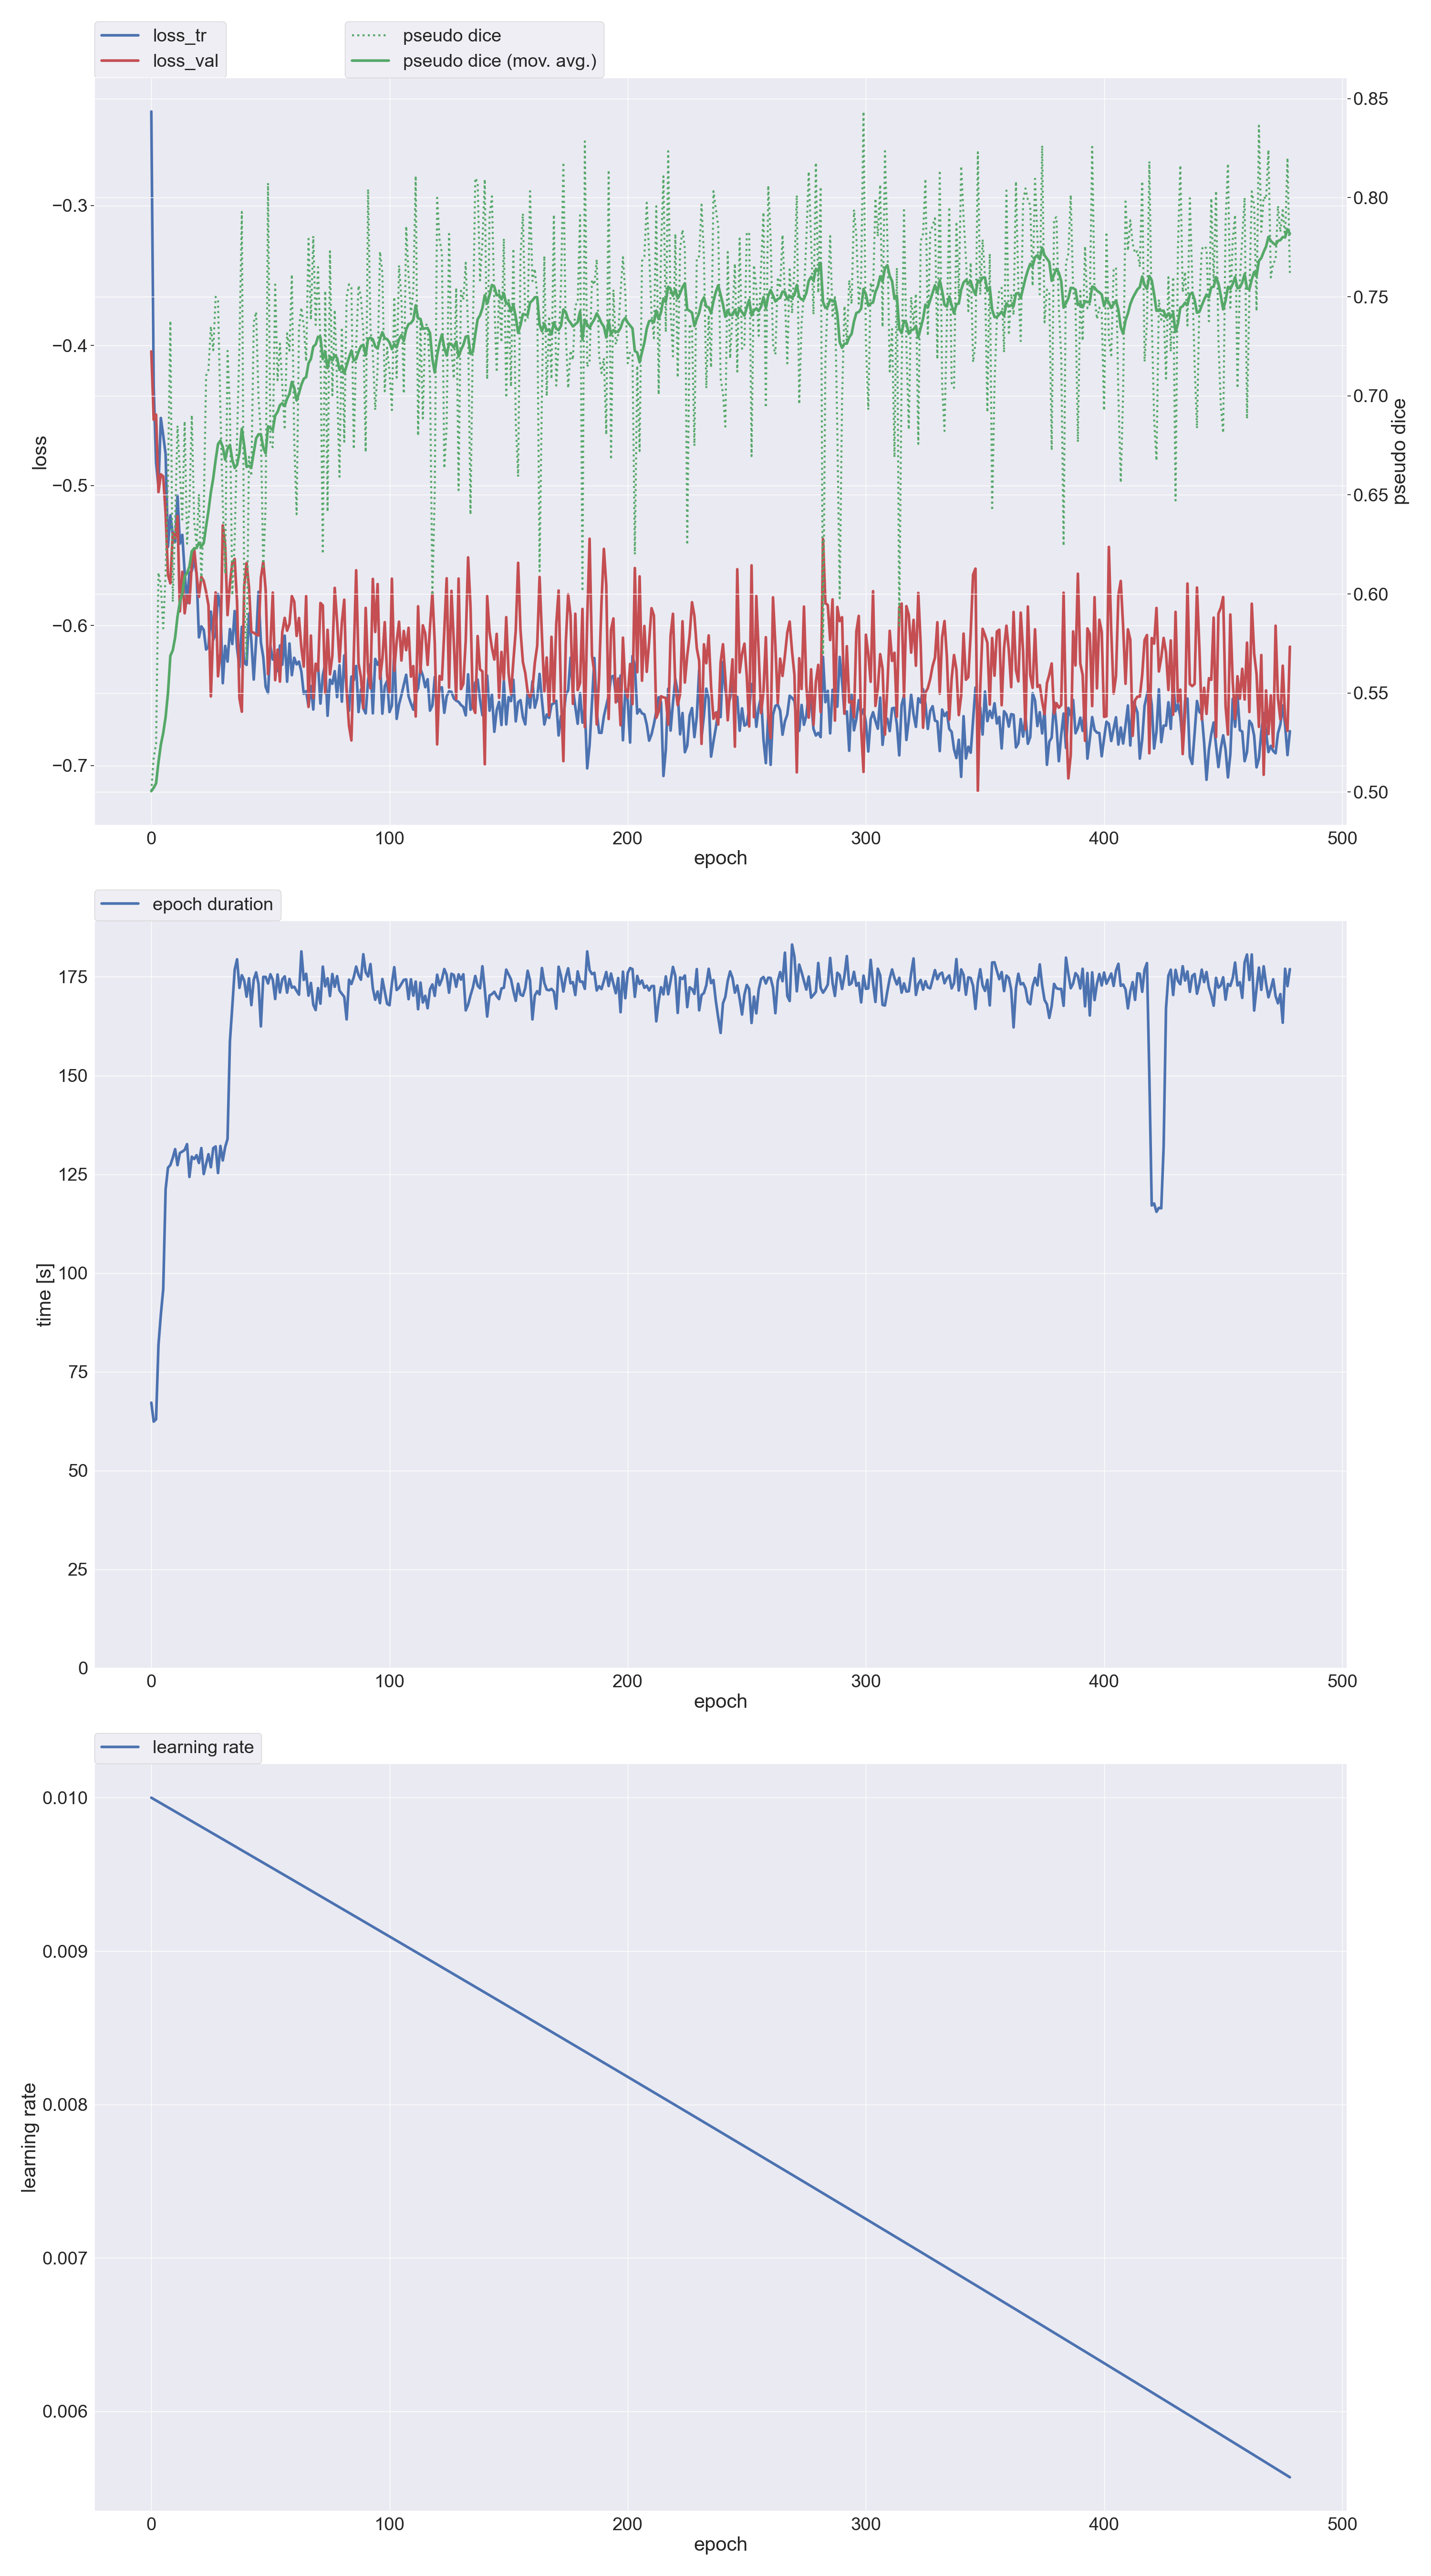 loss_tr
loss_val
pseudo dice
pseudo dice (mov. avg.)
−0.3
−0.4
−0.5
−0.6
−0.7
loss
0.85
0.80
0.75
0.70
0.65
0.60
0.55
0.50
pseudo dice
0 100 200 300 400 500
epoch
epoch duration
175
150
125
100
75
50
25
0
time [s]
0 100 200 300 400 500
epoch
learning rate
0.010
0.009
0.008
0.007
0.006
learning rate
0 100 200 300 400 500
epoch